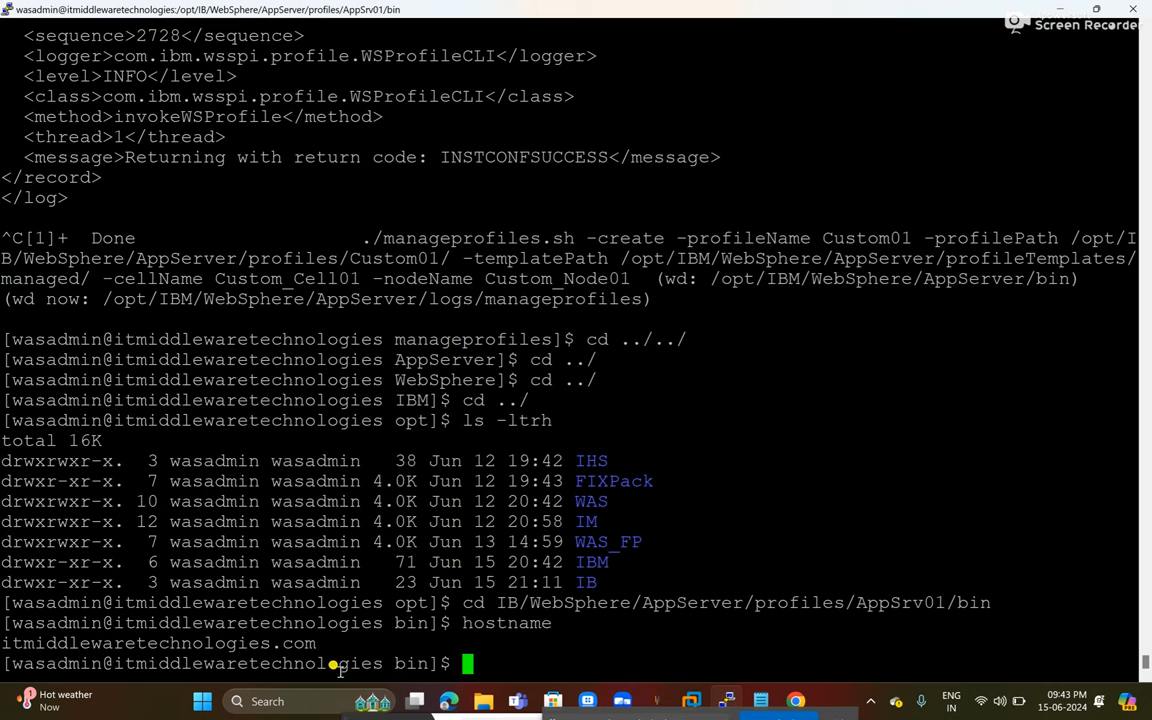 wasadmin@itmiddlewaretechnologies:/opt/IB/WebSphere/AppServer/profiles/AppSrv01/bin
Screen Recorder
<sequence>2728</sequence>
<logger>com.ibm.wsspi.profile.WSProfileCLI</logger>
<level>INFO</level>
<class>com.ibm.wsspi.profile.WSProfileCLI</class>
<method>invokeWSProfile</method>
<thread>1</thread>
<message>Returning with return code: INSTCONFSUCCESS</message>
</record>
</log>
^C[1]+  Done                    ./manageprofiles.sh -create -profileName Custom01 -profilePath /opt/I
B/WebSphere/AppServer/profiles/Custom01/ -templatePath /opt/IBM/WebSphere/AppServer/profileTemplates/
managed/ -cellName Custom_Cell01 -nodeName Custom_Node01  (wd: /opt/IBM/WebSphere/AppServer/bin)
(wd now: /opt/IBM/WebSphere/AppServer/logs/manageprofiles)
[wasadmin@itmiddlewaretechnologies manageprofiles]$ cd ../../
[wasadmin@itmiddlewaretechnologies AppServer]$ cd ../
[wasadmin@itmiddlewaretechnologies WebSphere]$ cd ../
[wasadmin@itmiddlewaretechnologies IBM]$ cd ../
[wasadmin@itmiddlewaretechnologies opt]$ ls -ltrh
total 16K
drwxrwxr-x.  3 wasadmin wasadmin   38 Jun 12 19:42 IHS
drwxrwxr-x.  7 wasadmin wasadmin 4.0K Jun 12 19:43 FIXPack
drwxrwxr-x. 10 wasadmin wasadmin 4.0K Jun 12 20:42 WAS
drwxrwxr-x. 12 wasadmin wasadmin 4.0K Jun 12 20:58 IM
drwxrwxr-x.  7 wasadmin wasadmin 4.0K Jun 13 14:59 WAS_FP
drwxr-xr-x.  6 wasadmin wasadmin   71 Jun 15 20:42 IBM
drwxr-xr-x.  3 wasadmin wasadmin   23 Jun 15 21:11 IB
[wasadmin@itmiddlewaretechnologies opt]$ cd IB/WebSphere/AppServer/profiles/AppSrv01/bin
[wasadmin@itmiddlewaretechnologies bin]$ hostname
itmiddlewaretechnologies.com
[wasadmin@itmiddlewaretechnologies bin]$
Hot weather
Now
Search
ENG
IN
09:43 PM
15-06-2024